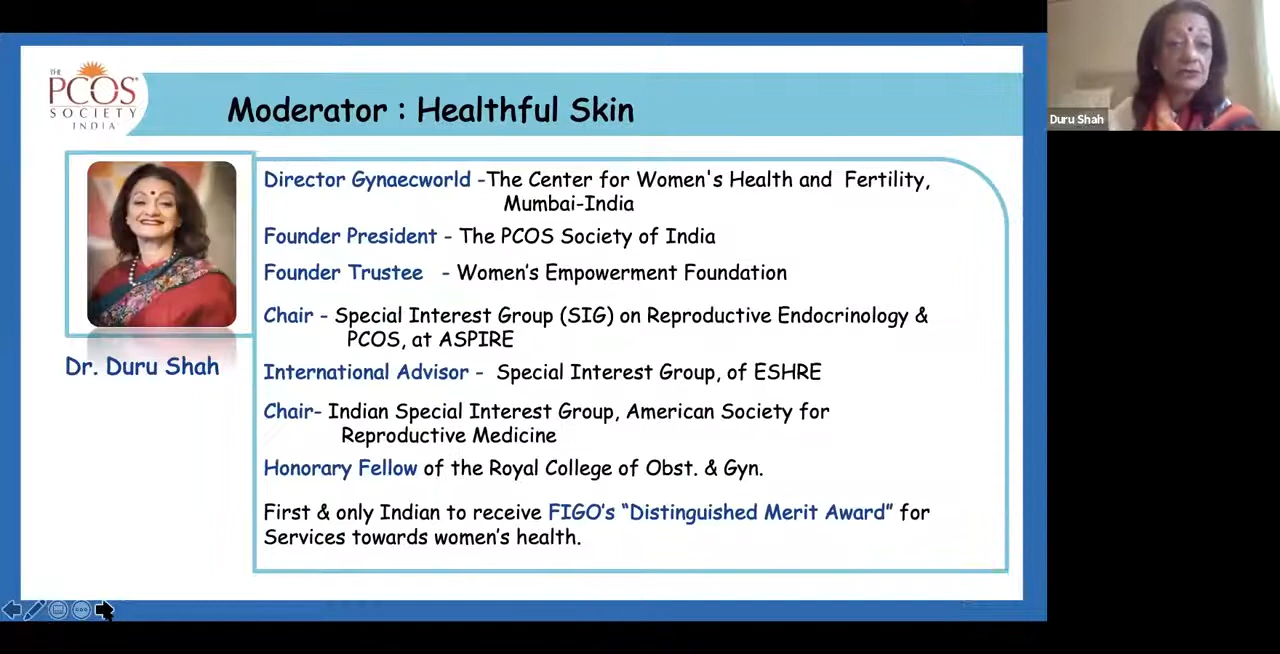 THE
PCOS
SOCIETY
INDIA
Moderator : Healthful Skin
Director Gynaecworld -The Center for Women's Health and Fertility,
Mumbai-India
Founder President - The PCOS Society of India
Founder Trustee - Women's Empowerment Foundation
Chair - Special Interest Group (SIG) on Reproductive Endocrinology &
PCOS, at ASPIRE
International Advisor - Special Interest Group, of ESHRE
Chair- Indian Special Interest Group, American Society for
Reproductive Medicine
Honorary Fellow of the Royal College of Obst. & Gyn.
First & only Indian to receive FIGO's "Distinguished Merit Award" for
Services towards women's health.
Dr. Duru Shah
Duru Shah